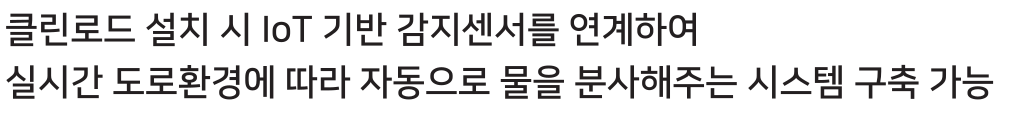 클린로드 설치 시 IoT 기반 감지센서를 연계하여
실시간 도로환경에 따라 자동으로 물을 분사해주는 시스템 구축 가능